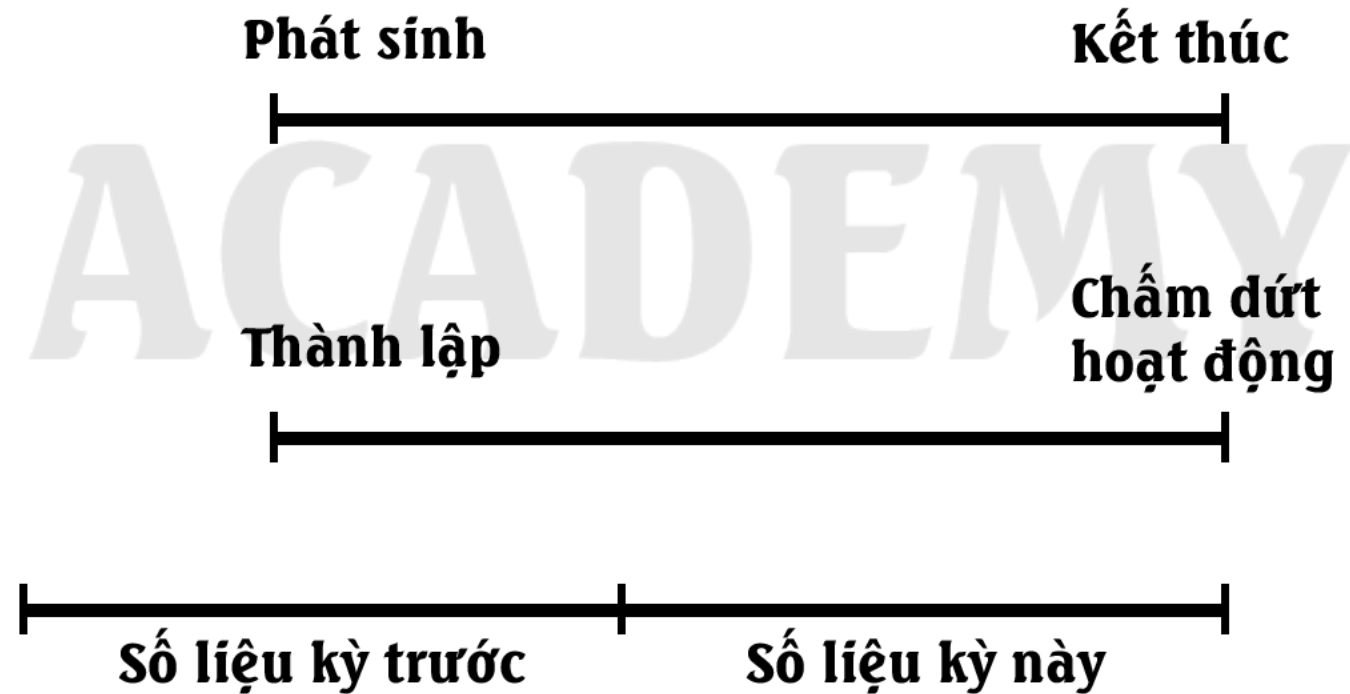 Phát sinh
Kết thúc
ACADEMY
Thành lập
Chấm dứt
hoạt động
Số liệu kỳ trước
Số liệu kỳ này